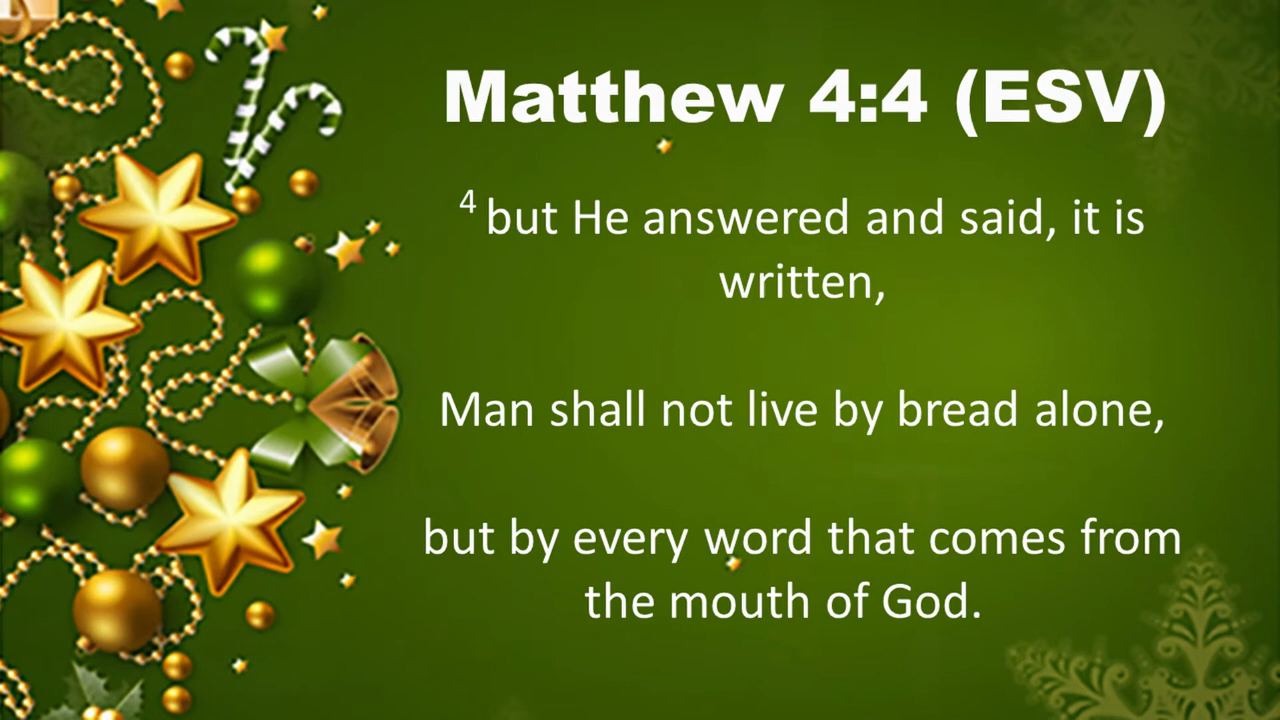 Matthew 4:4 (ESV)
4 but He answered and said, it is
written,
Man shall not live by bread alone,
but by every word that comes from
the mouth of God.